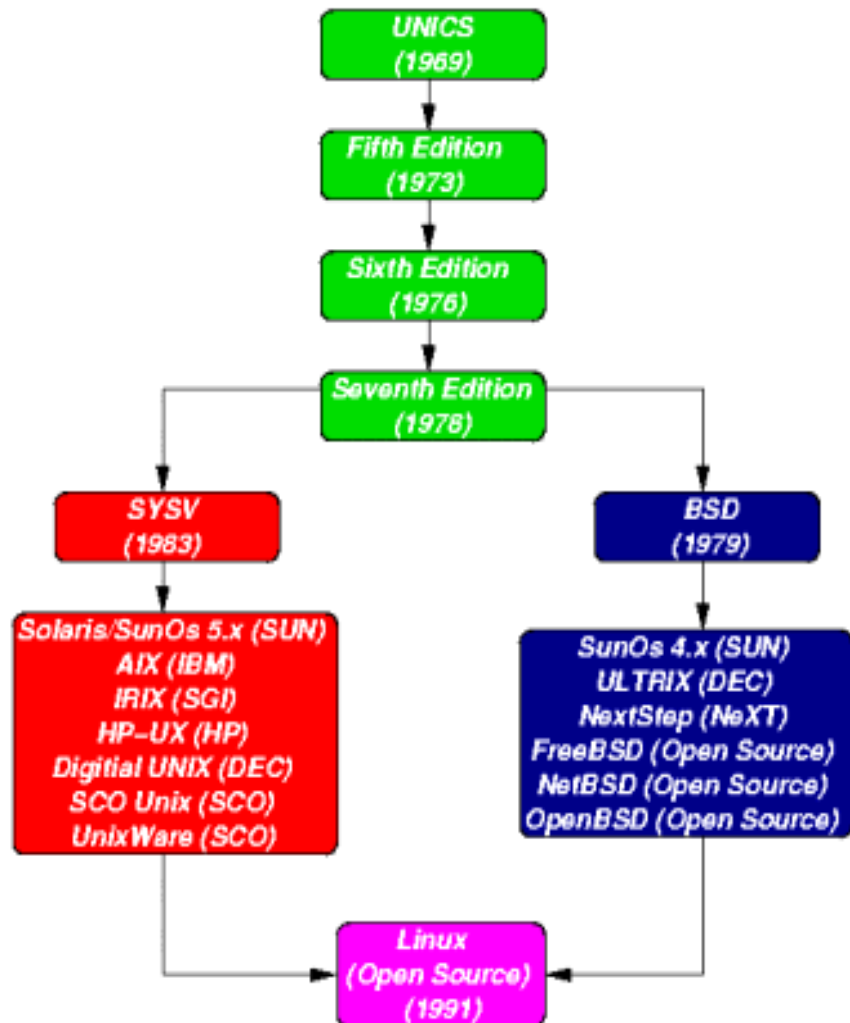 UNICS
(1969)
Fifth Edition
(1973)
Sixth Edition
(1976)
Seventh Edition
(1978)
SYSV
(1983)
BSD
(1979)
Solaris/SunOs 5.x (SUN)
AIX (IBM)
IRIX (SGI)
HP-UX (HP)
Digitial UNIX (DEC)
SCO Unix (SCO)
UnixWare (SCO)
SunOs 4.x (SUN)
ULTRIX (DEC)
NextStep (NeXT)
FreeBSD (Open Source)
NetBSD (Open Source)
OpenBSD (Open Source)
Linux
(Open Source)
(1991)